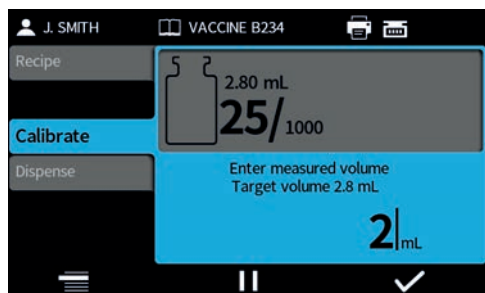 J. SMITH
VACCINE B234
Recipe
Calibrate
Dispense
2.80 mL
25/1000
Enter measured volume
Target volume 2.8 mL
2 mL